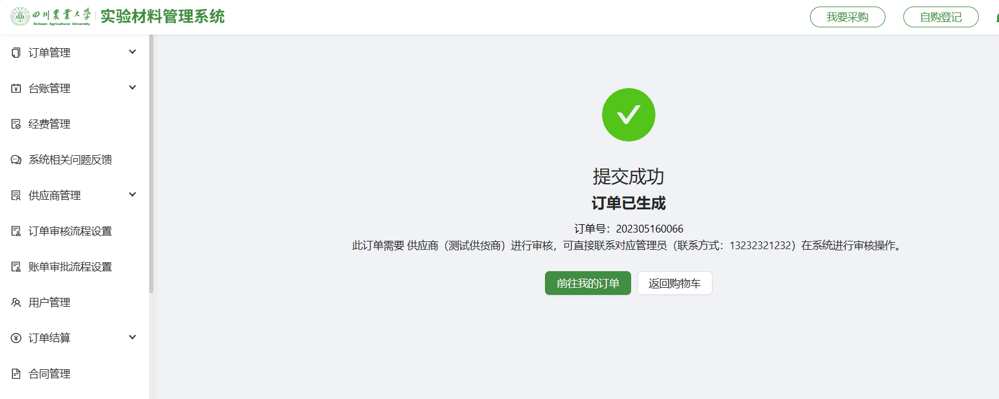 四川農業大學
Sichuan Agricultural University
实验材料管理系统
我要采购
自购登记
订单管理
台账管理
经费管理
系统相关问题反馈
供应商管理
订单审核流程设置
账单审批流程设置
用户管理
订单结算
合同管理
提交成功
订单已生成
订单号：202305160066
此订单需要 供应商（测试供货商）进行审核，可直接联系对应管理员（联系方式：13232321232）在系统进行审核操作。
前往我的订单
返回购物车